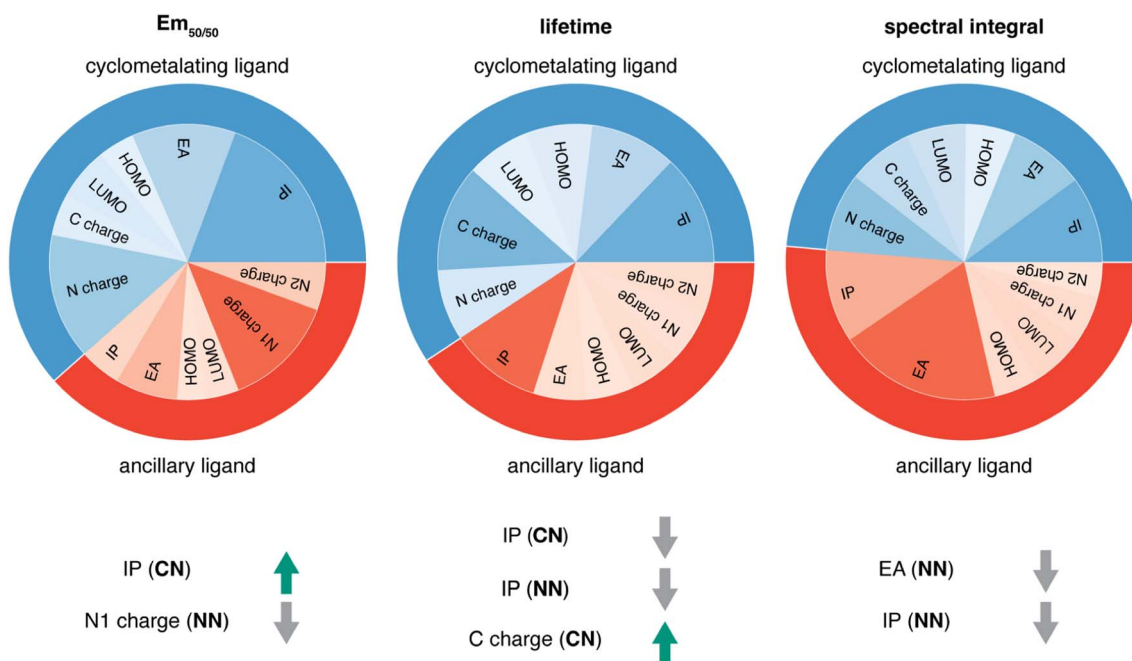 Em50/50
cyclometalating ligand
EA
IP
HOMO
LUMO
C charge
N charge
IP
EA
HOMO
LUMO
N1 charge
N2 charge
ancillary ligand
IP (CN)
N1 charge (NN)
lifetime
cyclometalating ligand
HOMO
EA
LUMO
IP
C charge
N charge
IP
EA
HOMO
LUMO
N1 charge
N2 charge
ancillary ligand
IP (CN)
IP (NN)
C charge (CN)
spectral integral
cyclometalating ligand
LUMO
HOMO
EA
C charge
IP
N charge
IP
EA
HOMO
LUMO
N1 charge
N2 charge
ancillary ligand
EA (NN)
IP (NN)